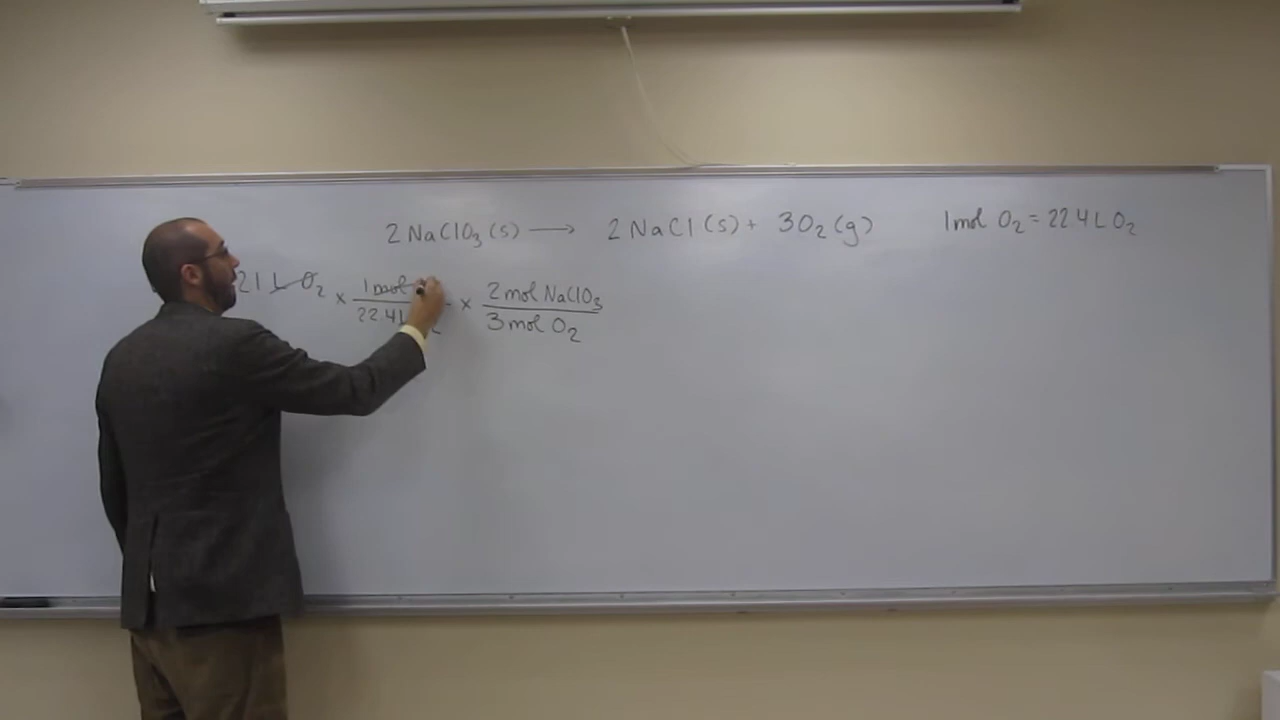 2 NaClO3 (s) ⟶ 2 NaCl (s) + 3 O2 (g)
1 mol O2 = 22.4 L O2
21 L O2 × 1 mol / 22.4 L × 2 mol NaClO3 / 3 mol O2